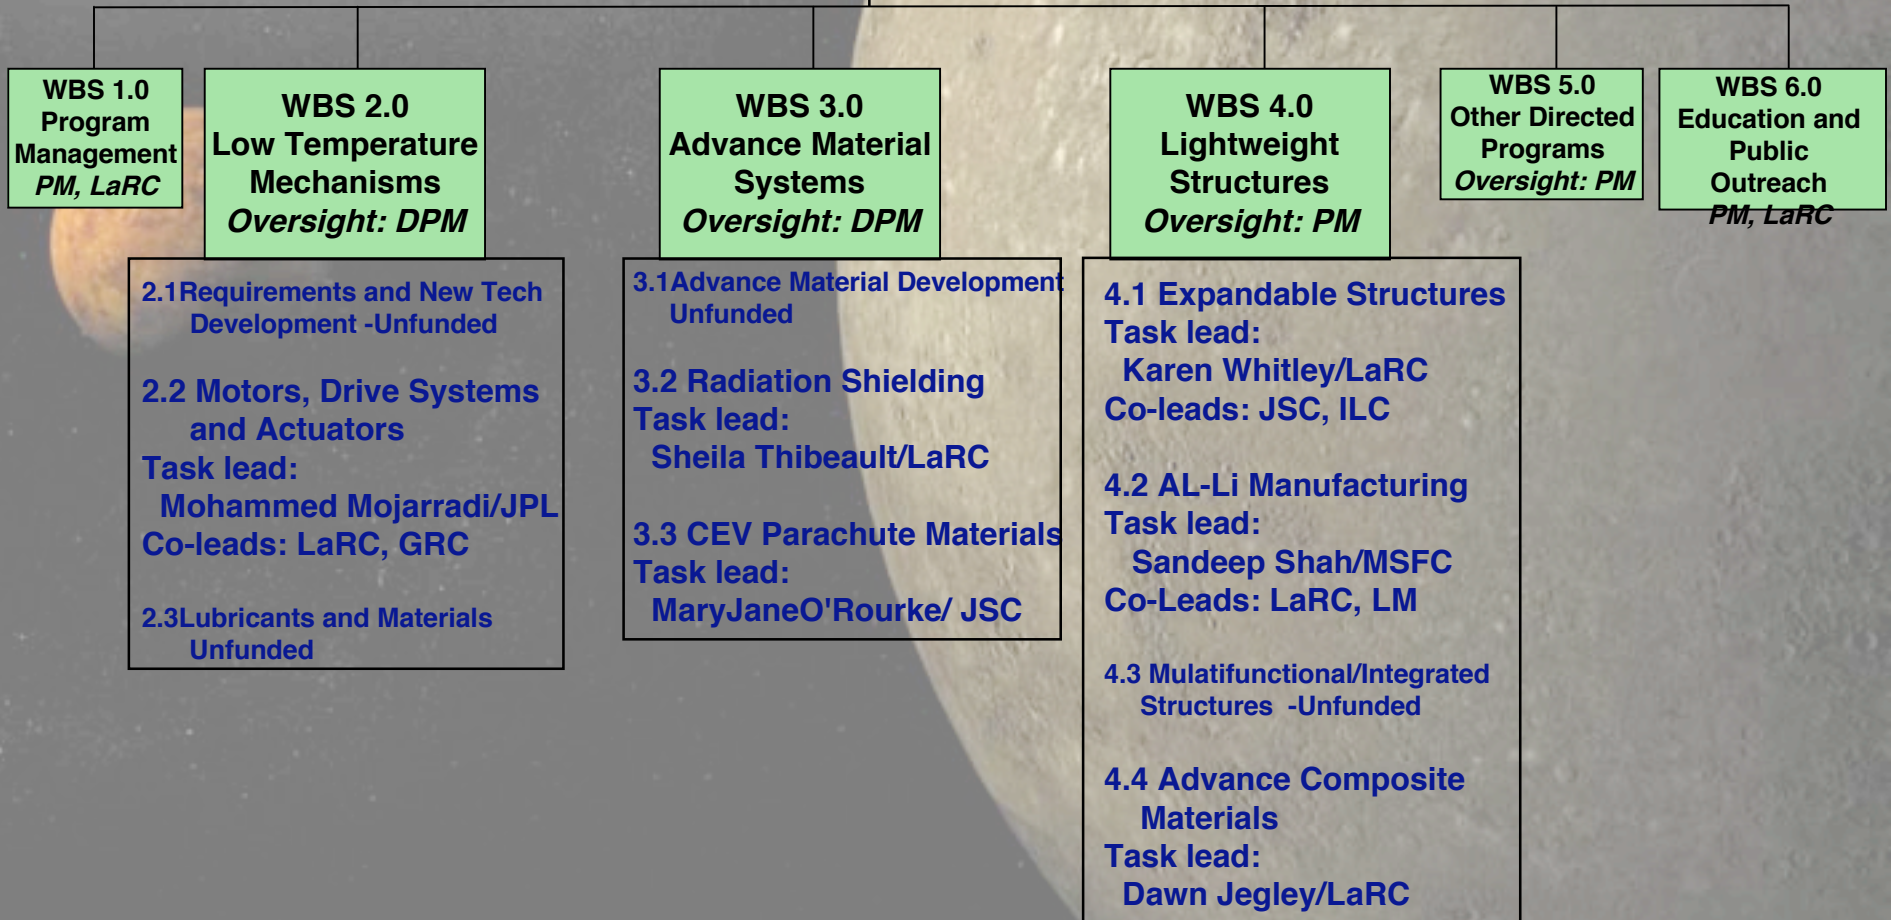 WBS 1.0
Program
Management
PM, LaRC
WBS 2.0
Low Temperature
Mechanisms
Oversight: DPM
2.1Requirements and New Tech
Development -Unfunded
2.2 Motors, Drive Systems
and Actuators
Task lead:
Mohammed Mojarradi/JPL
Co-leads: LaRC, GRC
2.3Lubricants and Materials
Unfunded
WBS 3.0
Advance Material
Systems
Oversight: DPM
3.1Advance Material Development
Unfunded
3.2 Radiation Shielding
Task lead:
Sheila Thibeault/LaRC
3.3 CEV Parachute Materials
Task lead:
MaryJaneO'Rourke/ JSC
WBS 4.0
Lightweight
Structures
Oversight: PM
4.1 Expandable Structures
Task lead:
Karen Whitley/LaRC
Co-leads: JSC, ILC
4.2 AL-Li Manufacturing
Task lead:
Sandeep Shah/MSFC
Co-Leads: LaRC, LM
4.3 Mulatifunctional/Integrated
Structures -Unfunded
4.4 Advance Composite
Materials
Task lead:
Dawn Jegley/LaRC
WBS 5.0
Other Directed
Programs
Oversight: PM
WBS 6.0
Education and
Public
Outreach
PM, LaRC